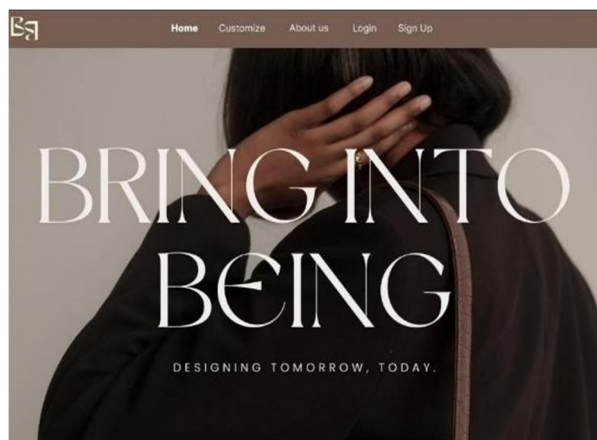 Home Customize About us Login Sign Up
BRING INTO
BEING
DESIGNING TOMORROW, TODAY.